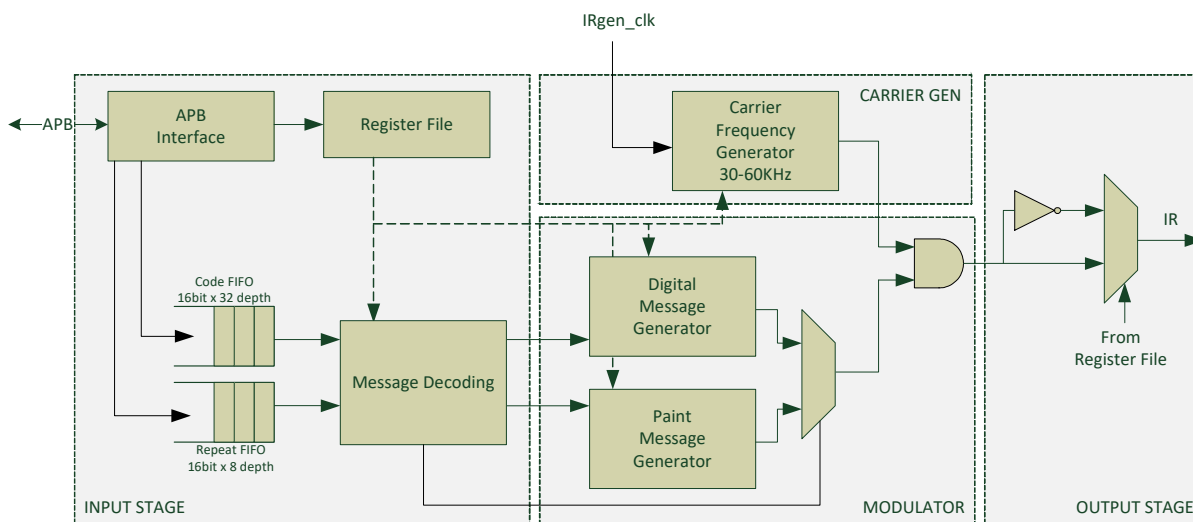 IRgen_clk
APB
APB
Interface
Register File
Carrier
Frequency
Generator
30-60KHz
CARRIER GEN
Code FIFO
16bit x 32 depth
Repeat FIFO
16bit x 8 depth
Message Decoding
INPUT STAGE
Digital
Message
Generator
Paint
Message
Generator
MODULATOR
IR
From
Register File
OUTPUT STAGE